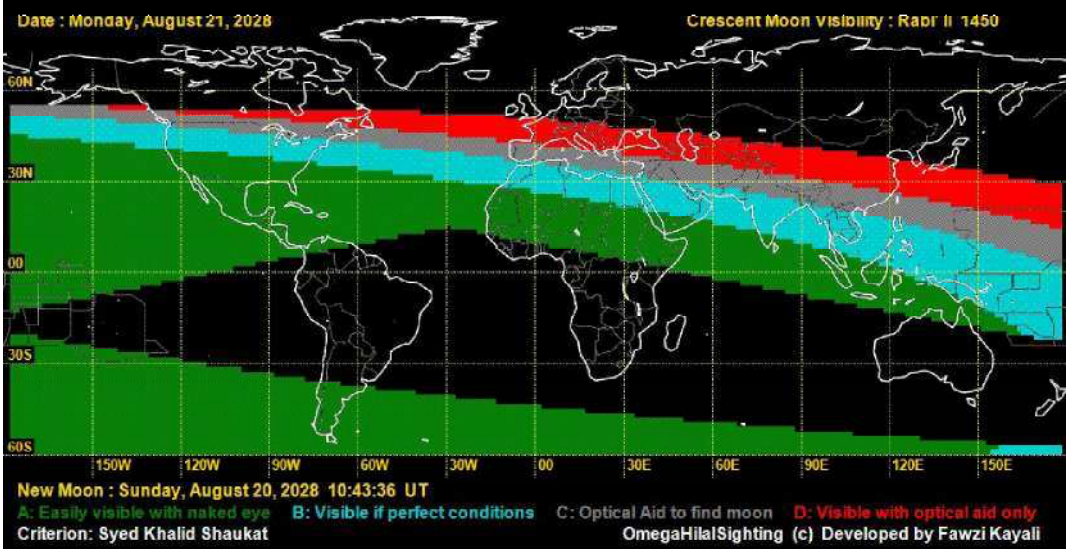 Date : Monday, August 21, 2028
Crescent Moon Visibility : Rabi' II 1450
60N
30N
00
30S
60S
150W 120W 90W 60W 30W 00 30E 60E 90E 120E 150E
New Moon : Sunday, August 20, 2028 10:43:36 UT
A: Easily visible with naked eye B: Visible if perfect conditions C: Optical Aid to find moon D: Visible with optical aid only
Criterion: Syed Khalid Shaukat OmegaHilalSighting (c) Developed by Fawzi Kayali